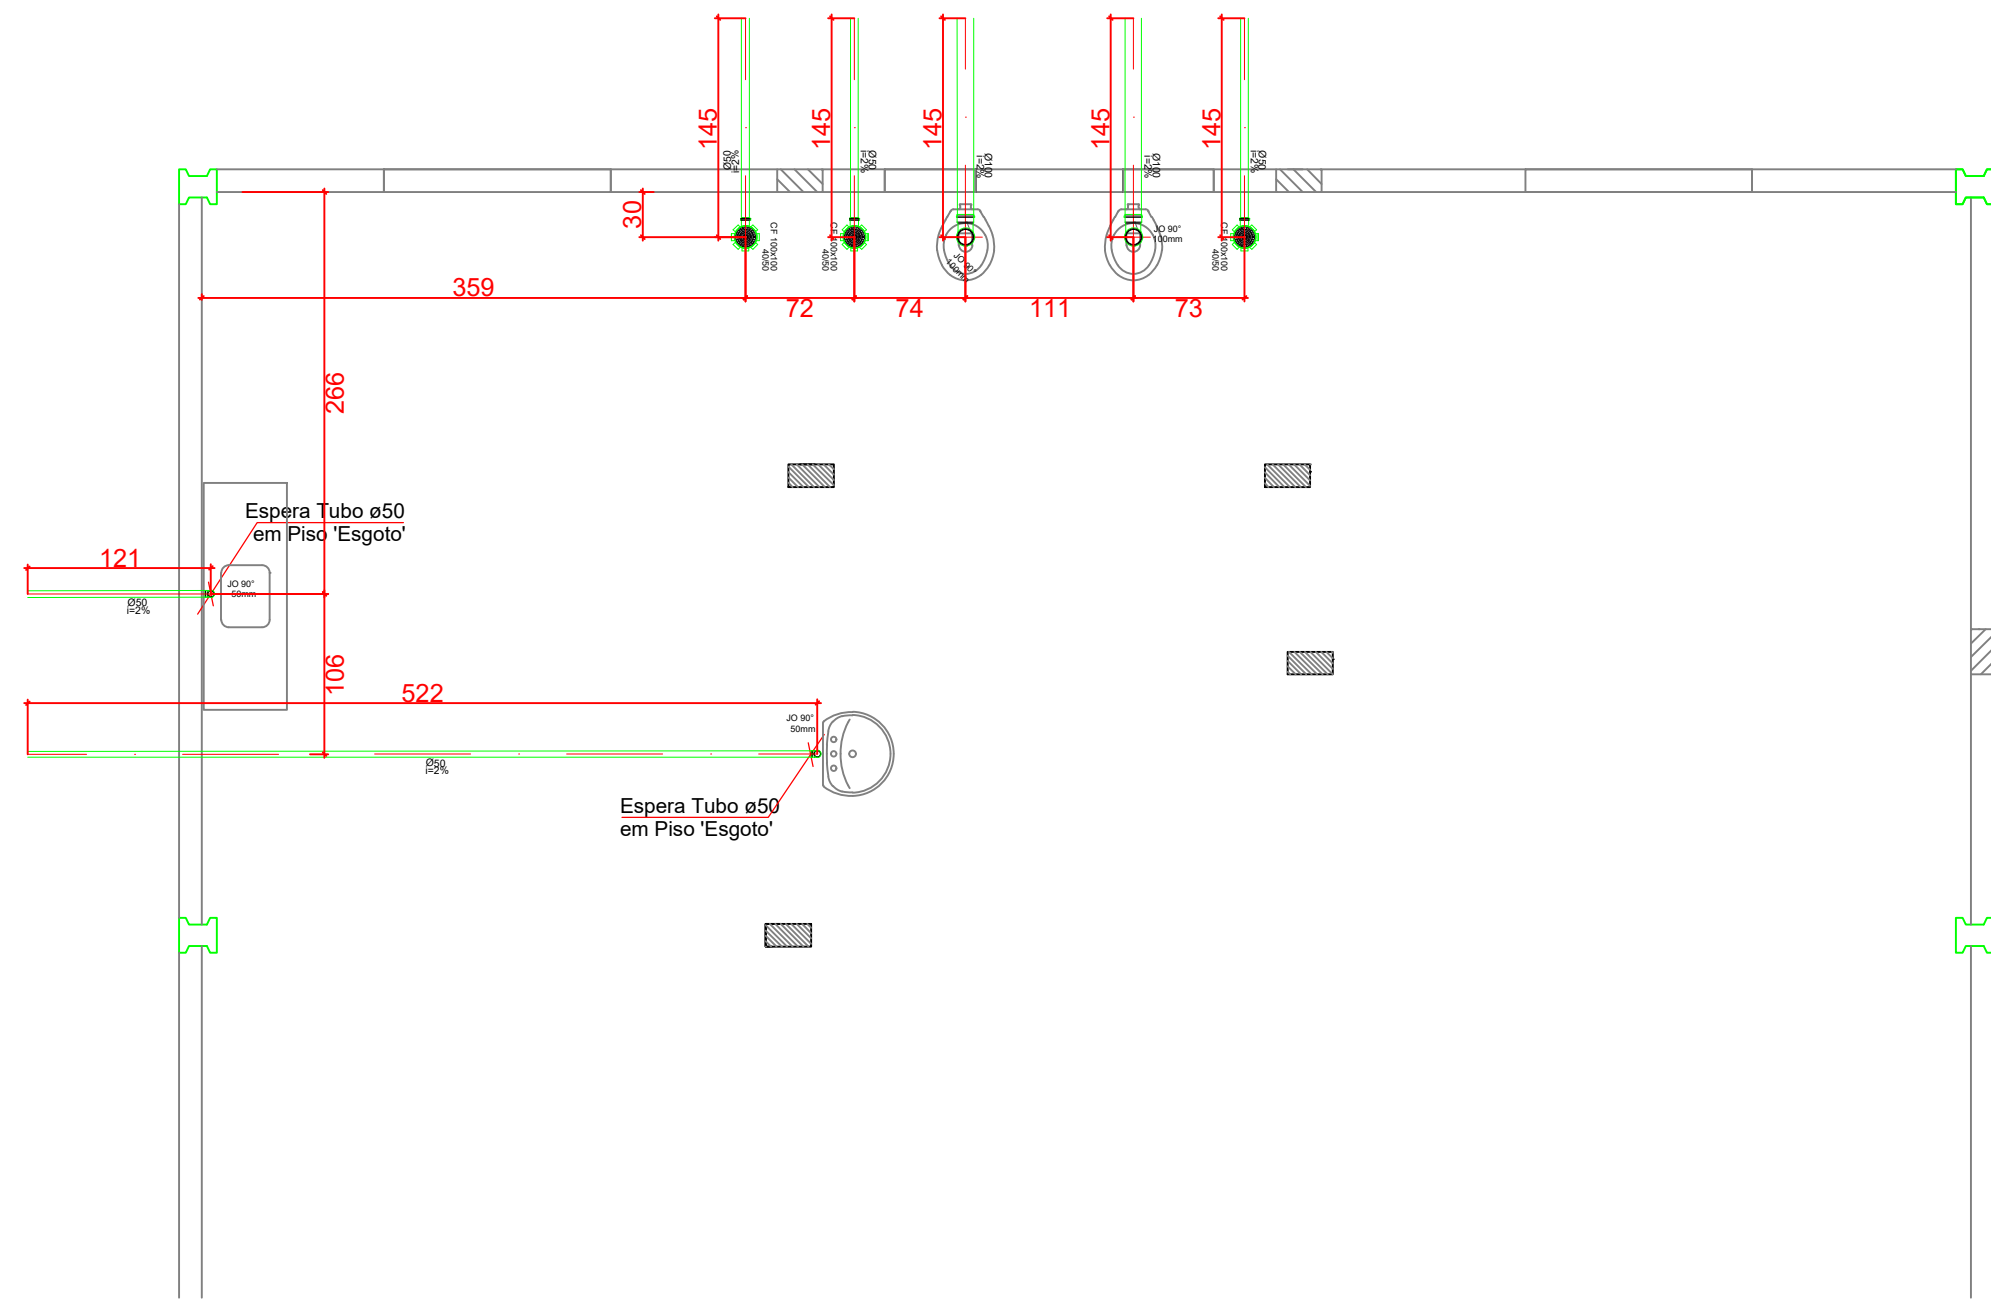 145
145
145
145
145
Ø50
i=2%
Ø50
i=2%
Ø100
i=2%
Ø100
i=2%
Ø50
i=2%
30
CF 100x100
40/50
CF 100x100
40/50
JO 90°
100mm
JO 90°
100mm
CF 100x100
40/50
359
72
74
111
73
266
Espera Tubo ø50
em Piso 'Esgoto'
121
JO 90°
50mm
Ø50
i=2%
106
522
JO 90°
50mm
Ø50
i=2%
Espera Tubo ø50
em Piso 'Esgoto'